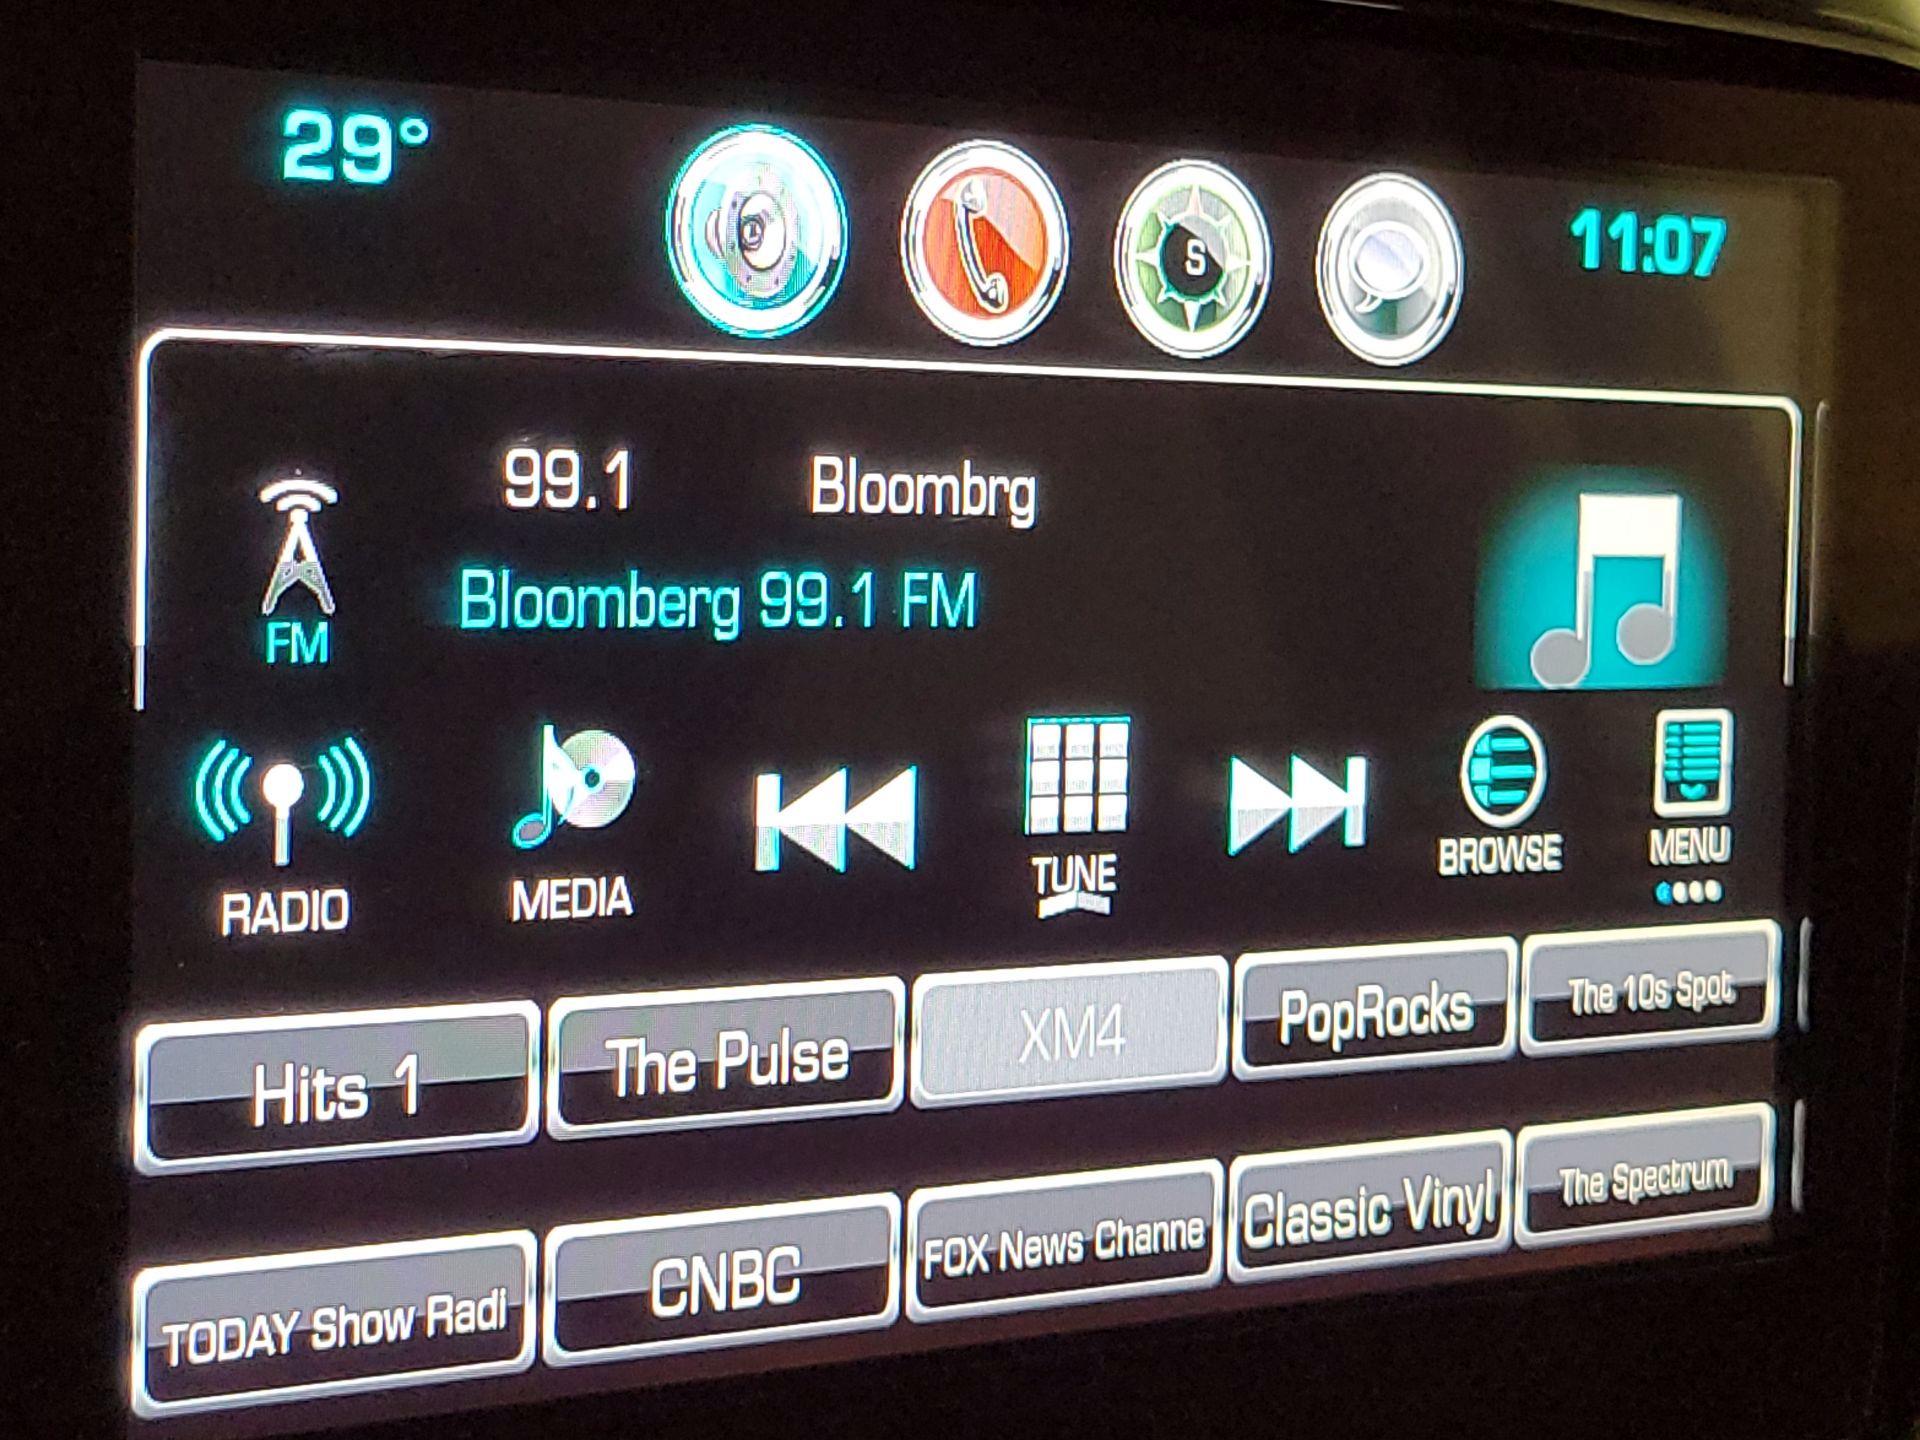 29°
S
11:07
99.1 Bloombrg
Bloomberg 99.1 FM
FM
RADIO
MEDIA
TUNE
BROWSE
MENU
Hits 1
The Pulse
XM4
PopRocks
The 10s Spot
TODAY Show Radi
CNBC
FOX News Channe
Classic Vinyl
The Spectrum